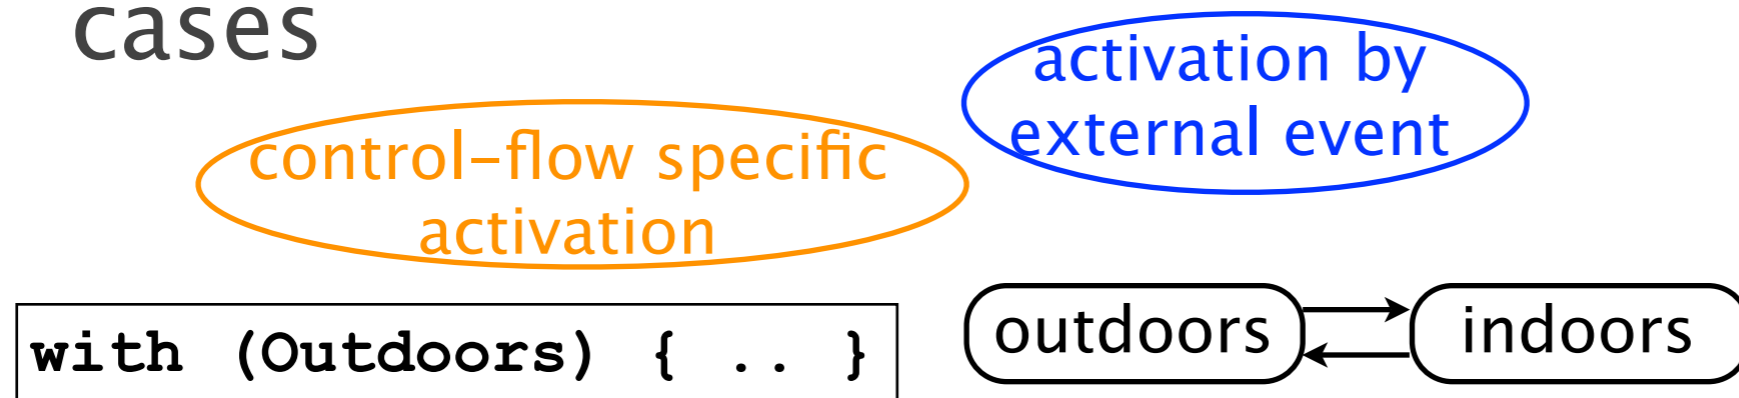 cases
control-flow specific
activation
activation by
external event
with (Outdoors) { .. }
outdoors
indoors